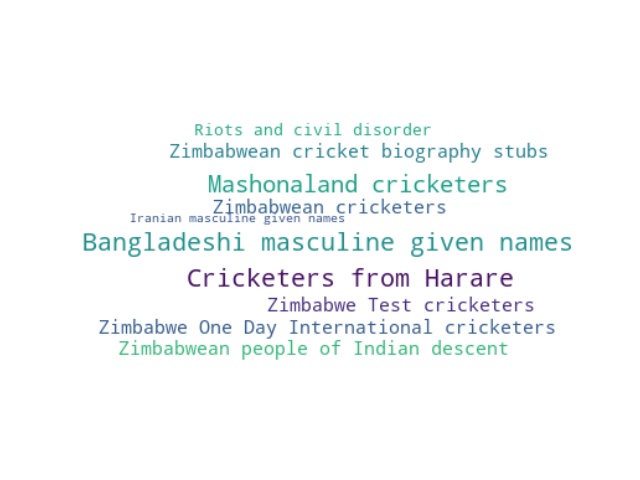 Riots and civil disorder
Zimbabwean cricket biography stubs
Mashonaland cricketers
Zimbabwean cricketers
Iranian masculine given names
Bangladeshi masculine given names
Cricketers from Harare
Zimbabwe Test cricketers
Zimbabwe One Day International cricketers
Zimbabwean people of Indian descent